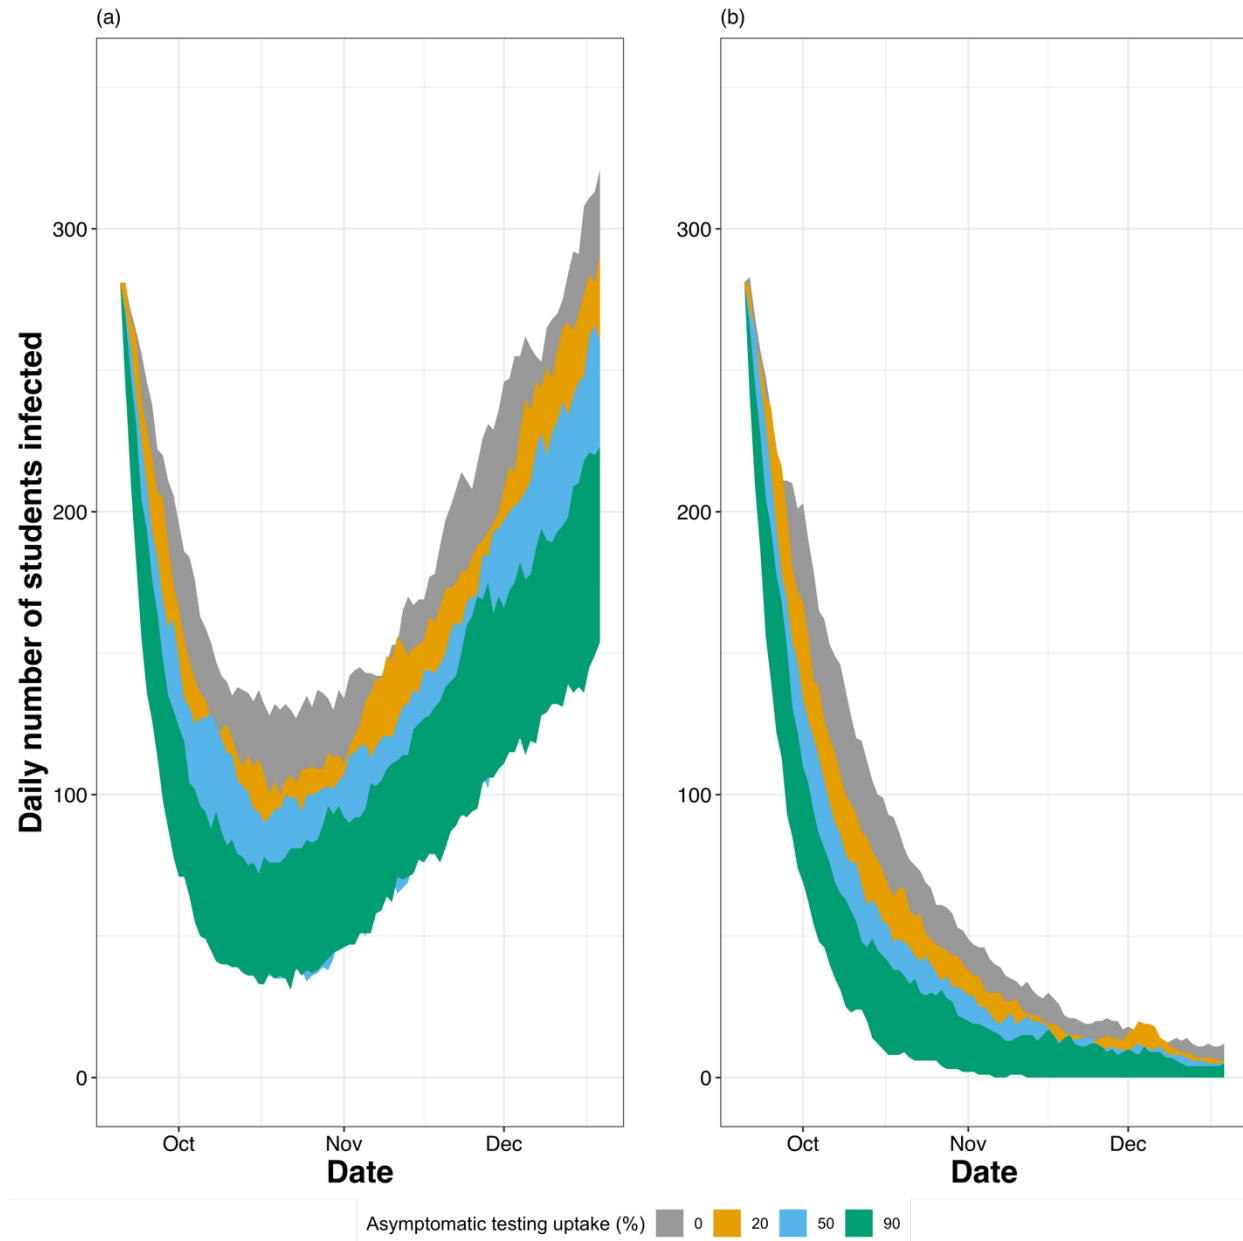 (a)
(b)
Daily number of students infected
300
200
100
0
300
200
100
0
Oct Nov Dec
Oct Nov Dec
Date
Date
Asymptomatic testing uptake (%) 0 20 50 90